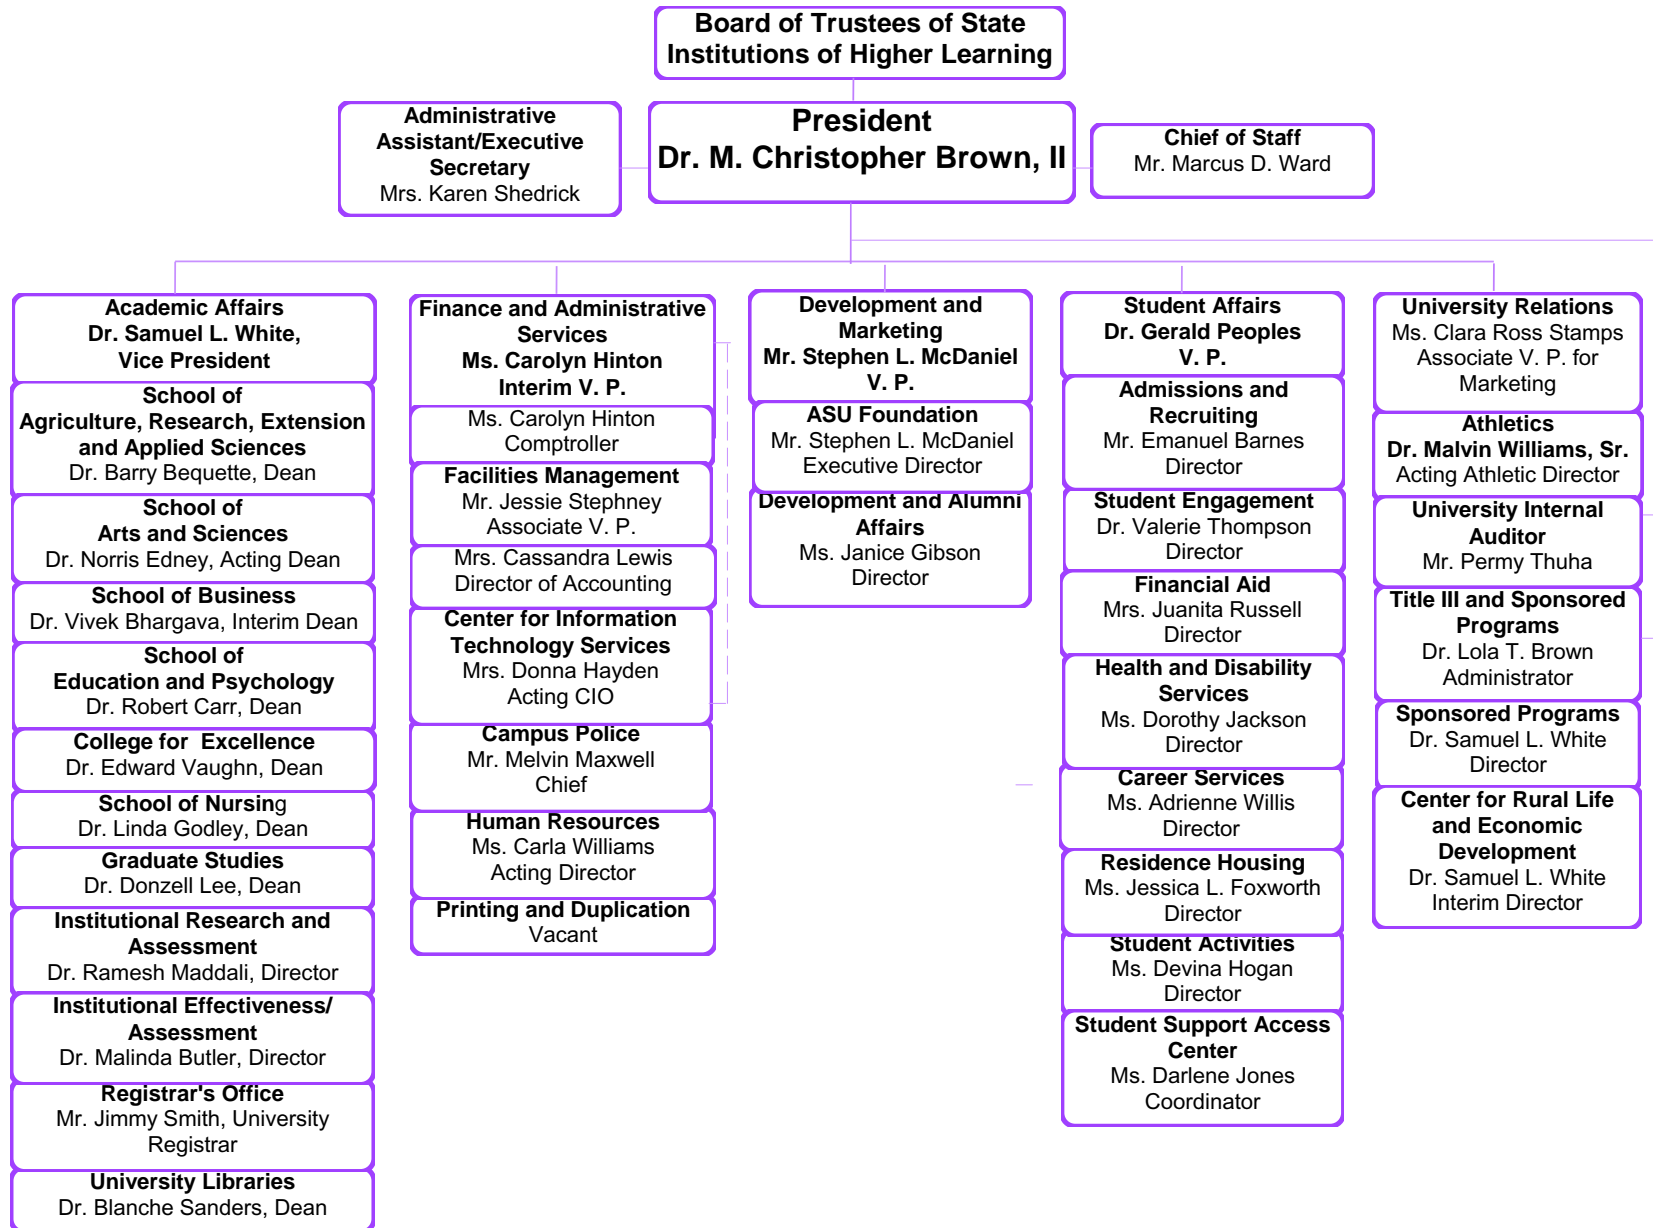 Board of Trustees of State
Institutions of Higher Learning
Administrative
Assistant/Executive
Secretary
Mrs. Karen Shedrick
President
Dr. M. Christopher Brown, II
Chief of Staff
Mr. Marcus D. Ward
Academic Affairs
Dr. Samuel L. White,
Vice President
School of
Agriculture, Research, Extension
and Applied Sciences
Dr. Barry Bequette, Dean
School of
Arts and Sciences
Dr. Norris Edney, Acting Dean
School of Business
Dr. Vivek Bhargava, Interim Dean
School of
Education and Psychology
Dr. Robert Carr, Dean
College for  Excellence
Dr. Edward Vaughn, Dean
School of Nursing
Dr. Linda Godley, Dean
Graduate Studies
Dr. Donzell Lee, Dean
Institutional Research and
Assessment
Dr. Ramesh Maddali, Director
Institutional Effectiveness/
Assessment
Dr. Malinda Butler, Director
Registrar's Office
Mr. Jimmy Smith, University
Registrar
University Libraries
Dr. Blanche Sanders, Dean
Finance and Administrative
Services
Ms. Carolyn Hinton
Interim V. P.
Ms. Carolyn Hinton
Comptroller
Facilities Management
Mr. Jessie Stephney
Associate V. P.
Mrs. Cassandra Lewis
Director of Accounting
Center for Information
Technology Services
Mrs. Donna Hayden
Acting CIO
Campus Police
Mr. Melvin Maxwell
Chief
Human Resources
Ms. Carla Williams
Acting Director
Printing and Duplication
Vacant
Development and
Marketing
Mr. Stephen L. McDaniel
V. P.
ASU Foundation
Mr. Stephen L. McDaniel
Executive Director
Development and Alumni
Affairs
Ms. Janice Gibson
Director
Student Affairs
Dr. Gerald Peoples
V. P.
Admissions and
Recruiting
Mr. Emanuel Barnes
Director
Student Engagement
Dr. Valerie Thompson
Director
Financial Aid
Mrs. Juanita Russell
Director
Health and Disability
Services
Ms. Dorothy Jackson
Director
Career Services
Ms. Adrienne Willis
Director
Residence Housing
Ms. Jessica L. Foxworth
Director
Student Activities
Ms. Devina Hogan
Director
Student Support Access
Center
Ms. Darlene Jones
Coordinator
University Relations
Ms. Clara Ross Stamps
Associate V. P. for
Marketing
Athletics
Dr. Malvin Williams, Sr.
Acting Athletic Director
University Internal
Auditor
Mr. Permy Thuha
Title III and Sponsored
Programs
Dr. Lola T. Brown
Administrator
Sponsored Programs
Dr. Samuel L. White
Director
Center for Rural Life
and Economic
Development
Dr. Samuel L. White
Interim Director